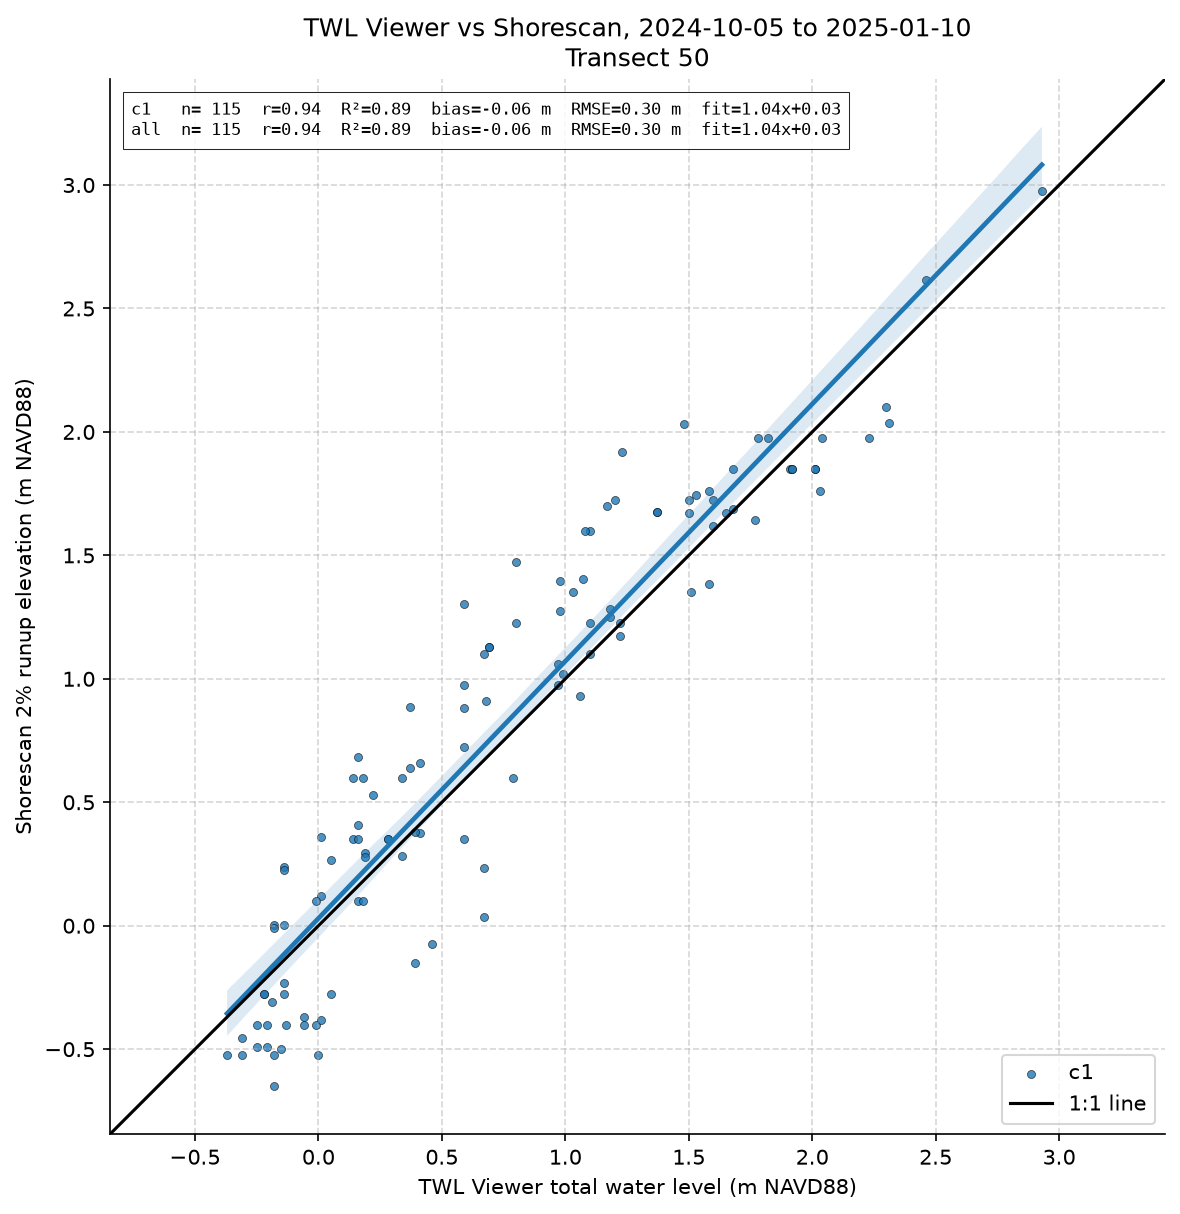 TWL Viewer vs Shorescan, 2024-10-05 to 2025-01-10
Transect 50
c1   n= 115  r=0.94  R²=0.89  bias=-0.06 m  RMSE=0.30 m  fit=1.04x+0.03
all  n= 115  r=0.94  R²=0.89  bias=-0.06 m  RMSE=0.30 m  fit=1.04x+0.03
Shorescan 2% runup elevation (m NAVD88)
3.0
2.5
2.0
1.5
1.0
0.5
0.0
−0.5
c1
1:1 line
−0.5 0.0 0.5 1.0 1.5 2.0 2.5 3.0
TWL Viewer total water level (m NAVD88)